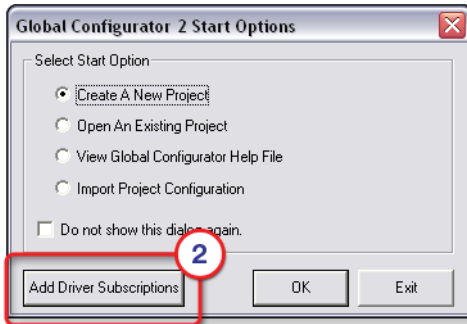 Global Configurator 2 Start Options
Select Start Option
Create A New Project
Open An Existing Project
View Global Configurator Help File
Import Project Configuration
Do not show this dialog again.
2
Add Driver Subscriptions
OK
Exit